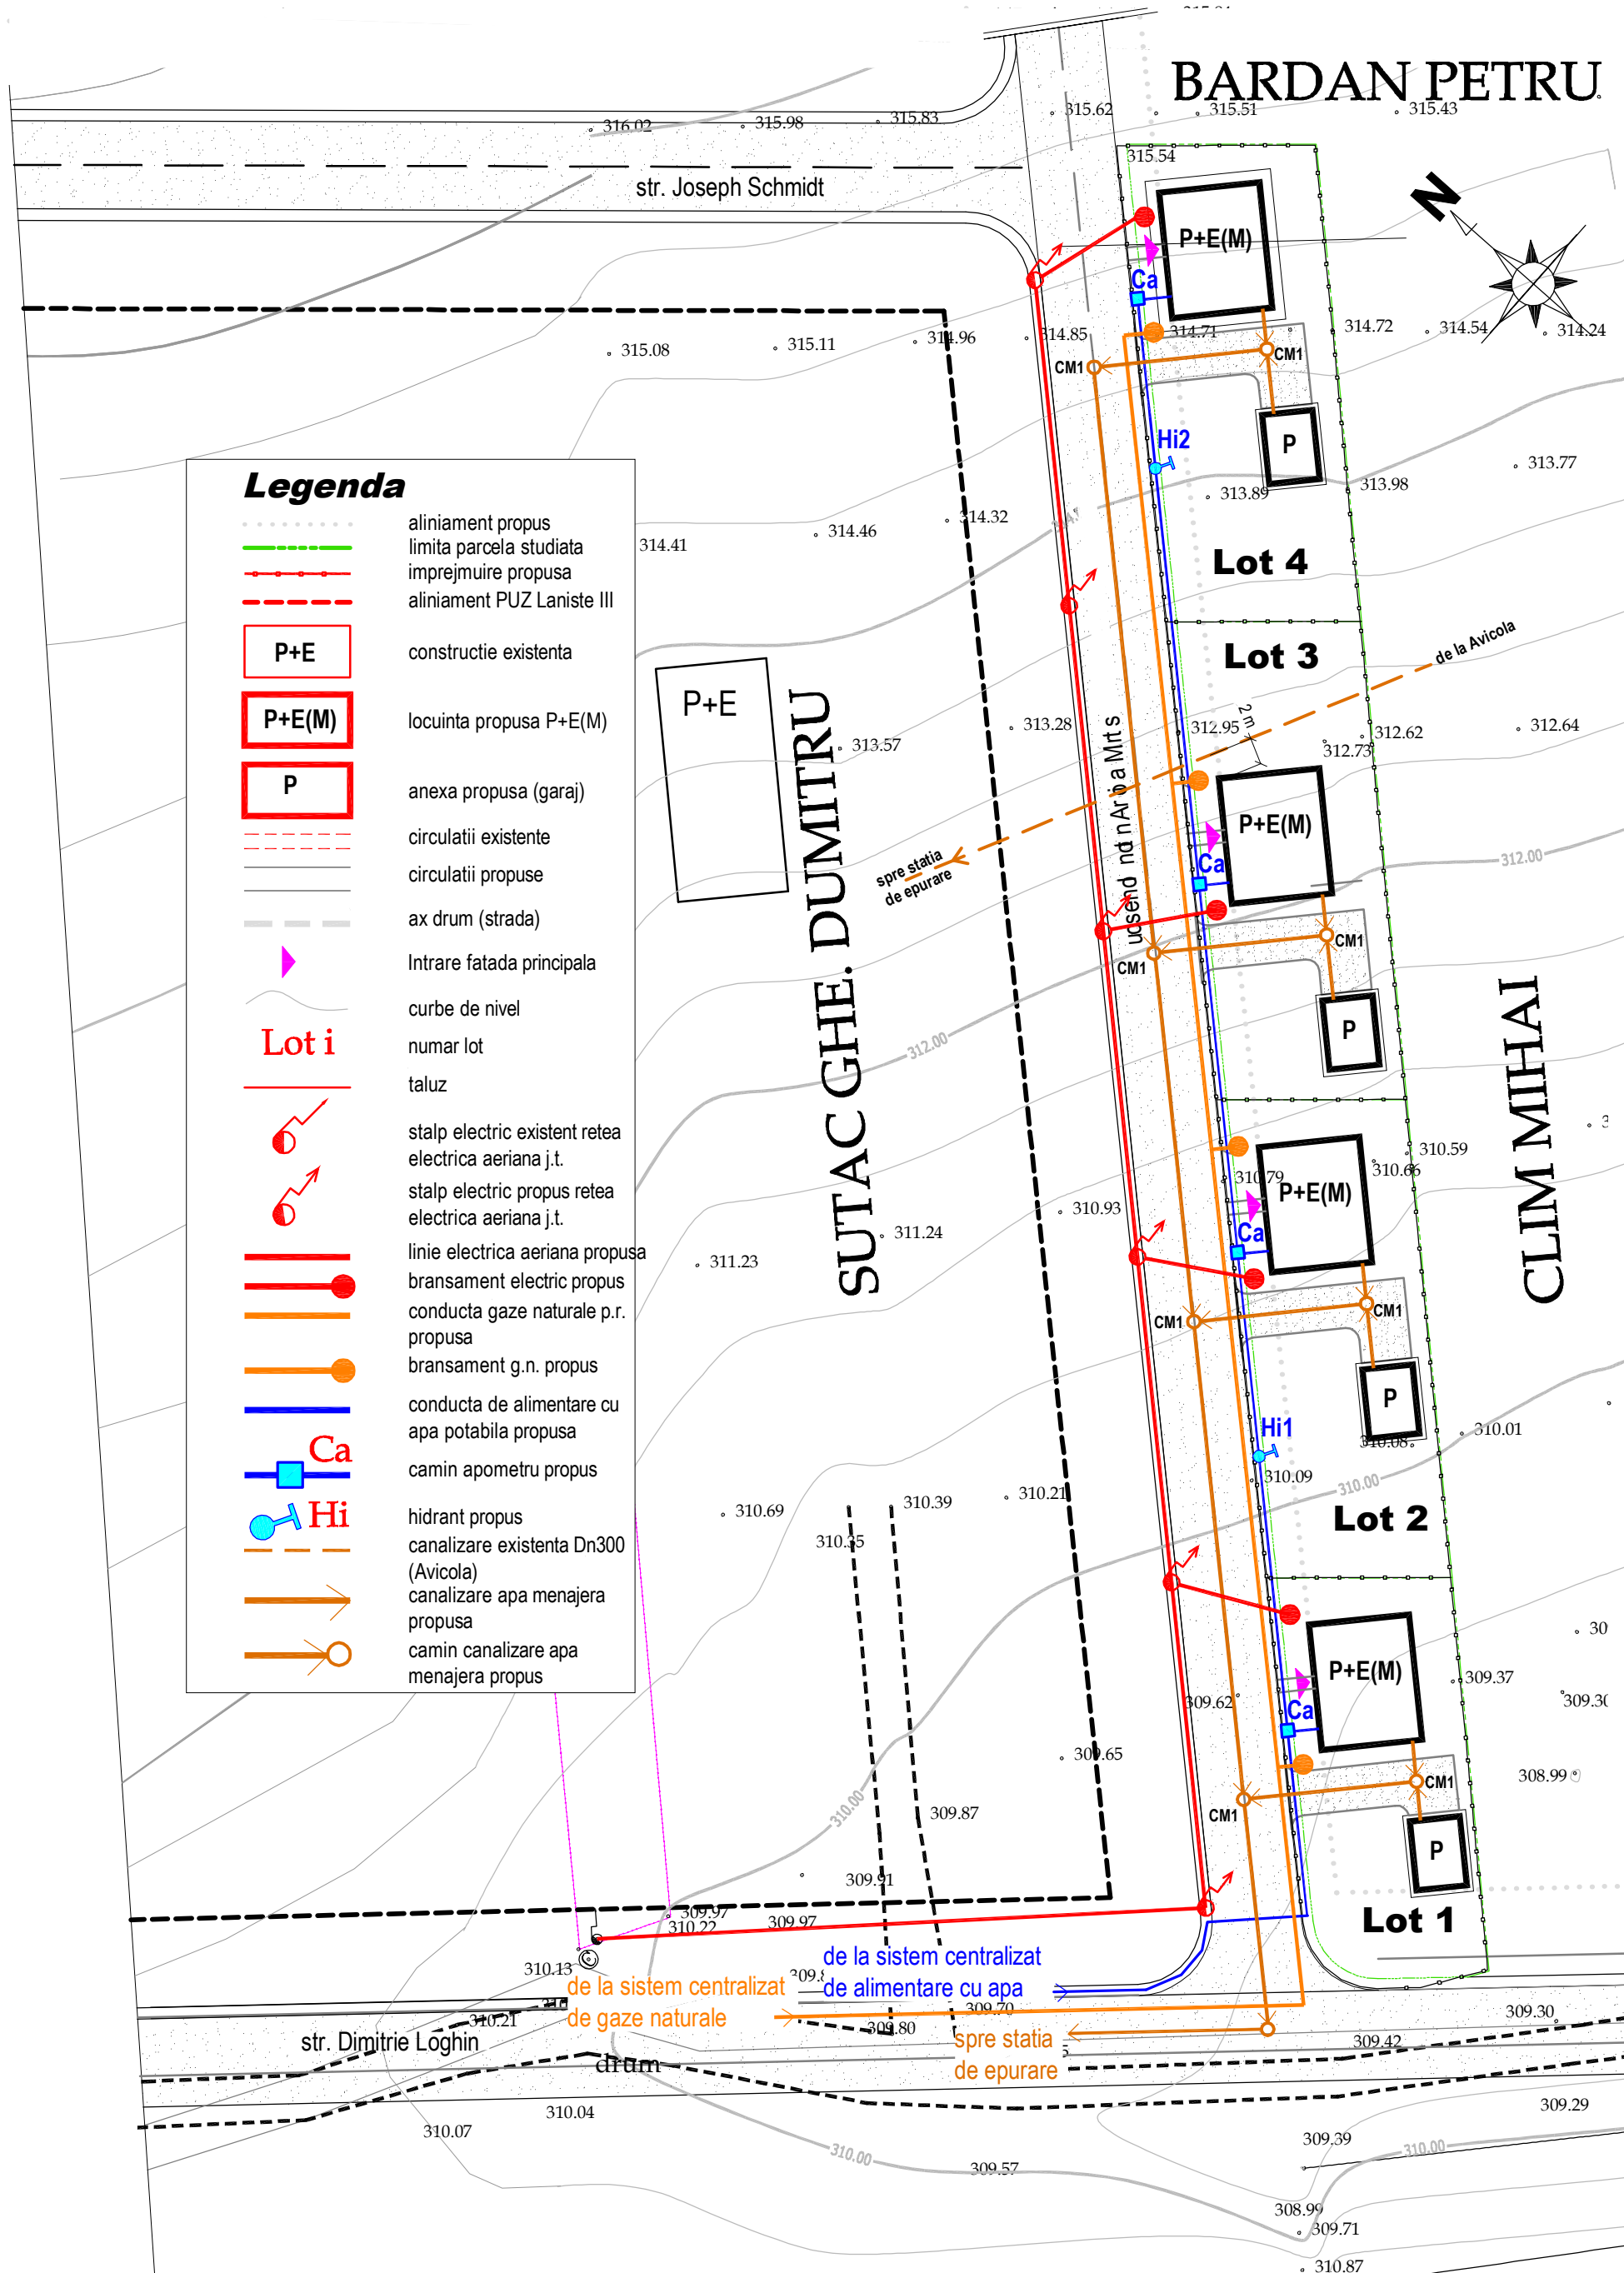 BARDAN PETRU
316.02
315.98
315.83
315.62
315.51
315.43
315.54
str. Joseph Schmidt
N
P+E(M)
Ca
315.08
315.11
314.96
314.85
314.71
314.72
314.54
314.24
CM1
CM1
Hi2
P
313.77
313.89
313.98
314.41
314.46
314.32
Lot 4
Lot 3
de la Avicola
P+E
SUTAC GHE. DUMITRU
313.57
313.28
312.95
2 m
312.73
312.62
312.64
P+E(M)
312.00
Ca
spre statia
de epurare
CM1
CM1
P
312.00
CLIM MIHAI
310.59
310.66
310.79
P+E(M)
310.93
311.24
311.23
Ca
CM1
CM1
P
Hi1
310.01
310.08
310.09
310.00
310.69
310.39
310.21
310.35
Lot 2
P+E(M)
309.37
309.62
Ca
309.65
308.99
CM1
CM1
310.00
309.87
P
309.91
309.97
310.22
309.97
Lot 1
310.13
de la sistem centralizat
de alimentare cu apa
de la sistem centralizat
de gaze naturale
309.70
309.80
309.30
310.21
309.42
str. Dimitrie Loghin
drum
spre statia
de epurare
310.04
310.07
309.29
309.39
310.00
310.00
309.57
308.99
309.71
310.87
Legenda
aliniament propus
limita parcela studiata
imprejmuire propusa
aliniament PUZ Laniste III
P+E
constructie existenta
P+E(M)
locuinta propusa P+E(M)
P
anexa propusa (garaj)
circulatii existente
circulatii propuse
ax drum (strada)
Intrare fatada principala
curbe de nivel
Lot i
numar lot
taluz
stalp electric existent retea
electrica aeriana j.t.
stalp electric propus retea
electrica aeriana j.t.
linie electrica aeriana propusa
bransament electric propus
conducta gaze naturale p.r.
propusa
bransament g.n. propus
conducta de alimentare cu
apa potabila propusa
Ca
camin apometru propus
Hi
hidrant propus
canalizare existenta Dn300
(Avicola)
canalizare apa menajera
propusa
camin canalizare apa
menajera propus